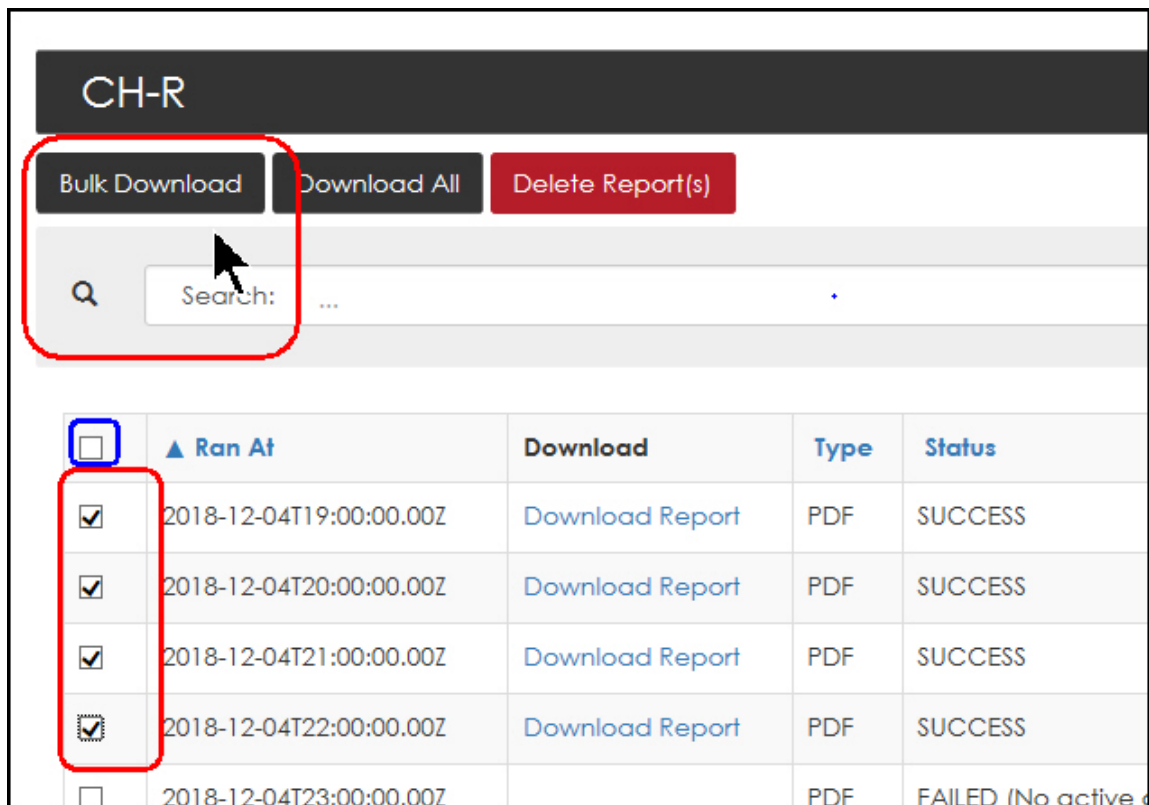 CH-R
Bulk Download Download All Delete Report(s)
Search: ...
▲ Ran At Download Type Status
2018-12-04T19:00:00.00Z Download Report PDF SUCCESS
2018-12-04T20:00:00.00Z Download Report PDF SUCCESS
2018-12-04T21:00:00.00Z Download Report PDF SUCCESS
2018-12-04T22:00:00.00Z Download Report PDF SUCCESS
2018-12-04T23:00:00.00Z PDF FAILED (No active